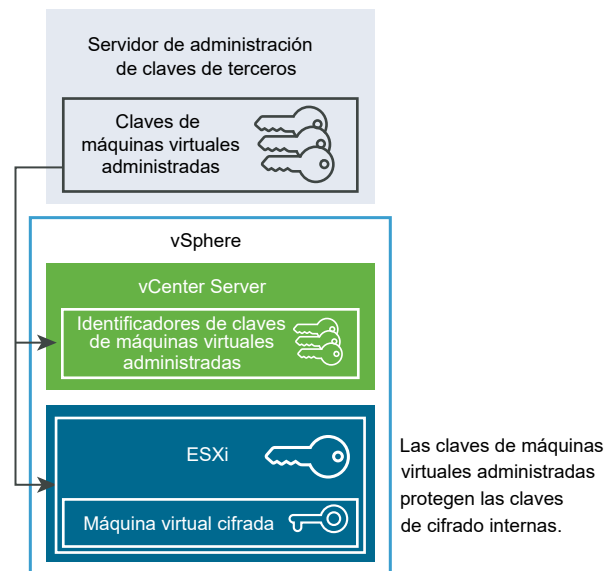 Servidor de administración
de claves de terceros
Claves de
máquinas virtuales
administradas
vSphere
vCenter Server
Identificadores de claves
de máquinas virtuales
administradas
ESXi
Máquina virtual cifrada
Las claves de máquinas
virtuales administradas
protegen las claves
de cifrado internas.